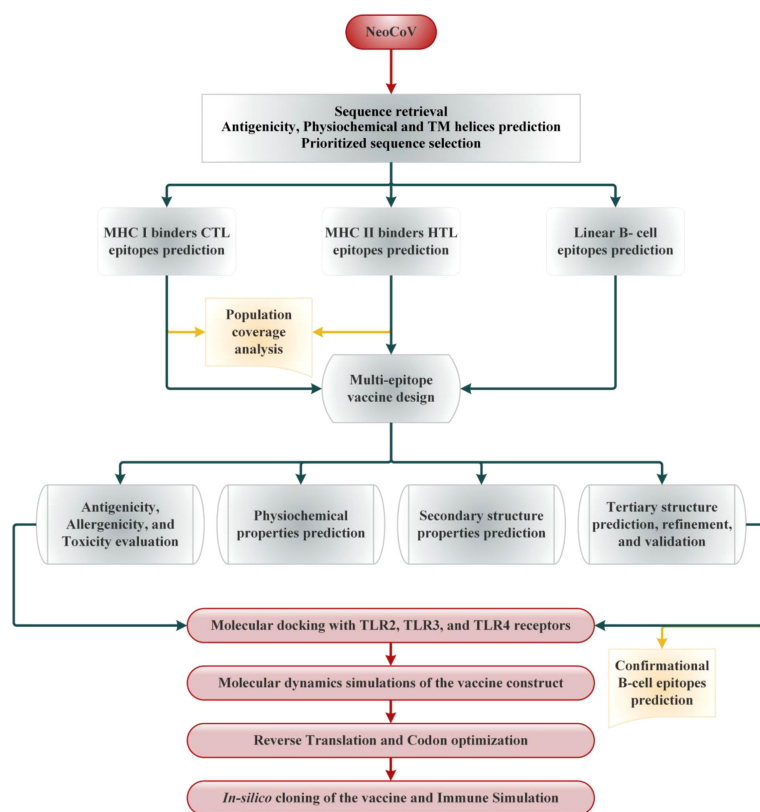 NeoCoV
Sequence retrieval
Antigenicity, Physiochemical and TM helices prediction
Prioritized sequence selection
MHC I binders CTL
epitopes prediction
MHC II binders HTL
epitopes prediction
Linear B- cell
epitopes prediction
Population
coverage
analysis
Multi-epitope
vaccine design
Antigenicity,
Allergenicity, and
Toxicity evaluation
Physiochemical
properties prediction
Secondary structure
properties prediction
Tertiary structure
prediction, refinement,
and validation
Molecular docking with TLR2, TLR3, and TLR4 receptors
Confirmational
B-cell epitopes
prediction
Molecular dynamics simulations of the vaccine construct
Reverse Translation and Codon optimization
In-silico cloning of the vaccine and Immune Simulation